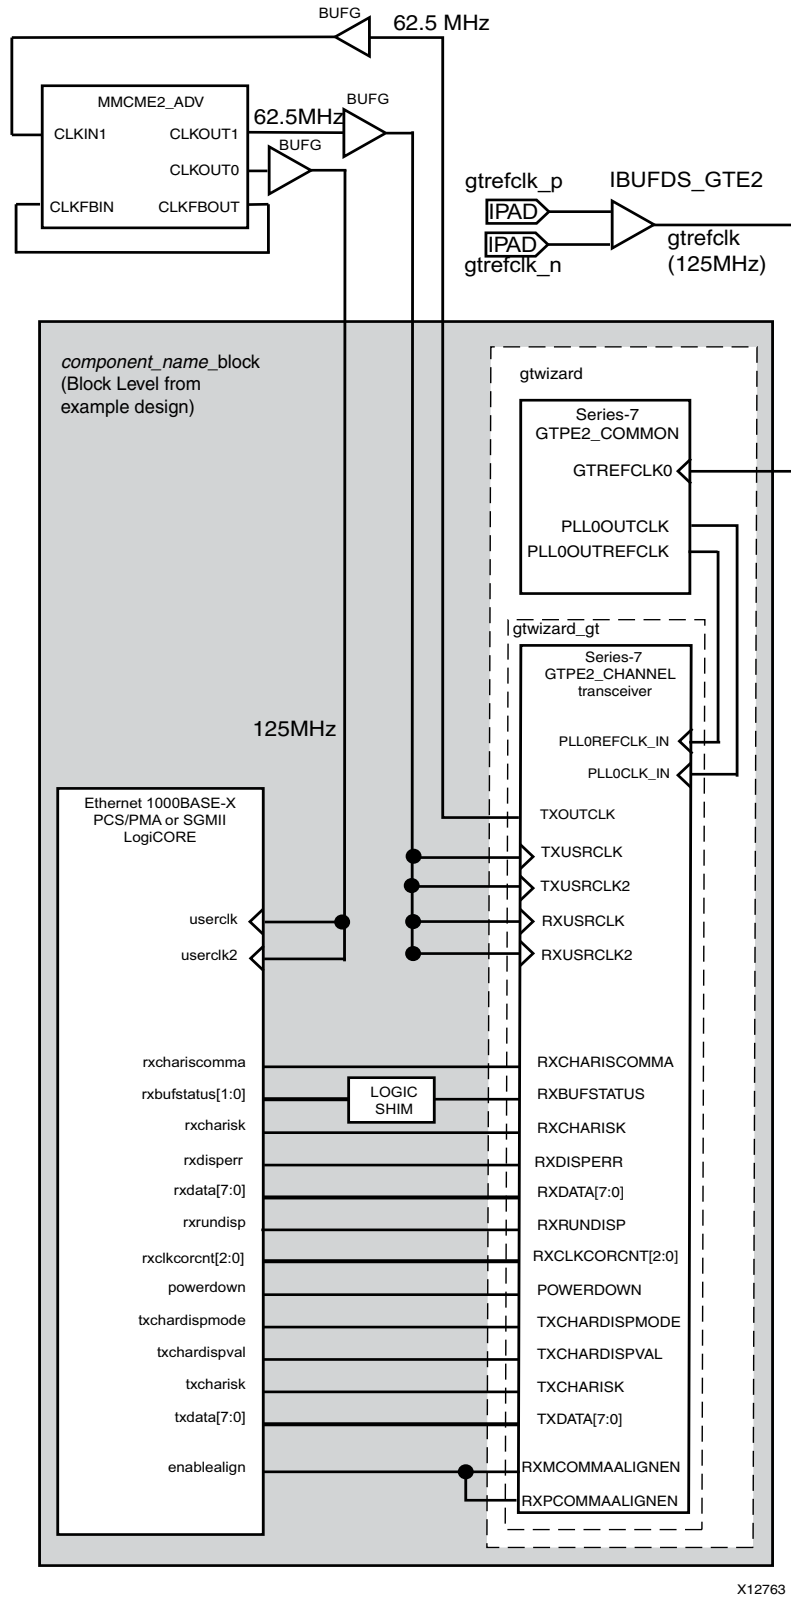 BUFG
62.5 MHz
MMCME2_ADV
CLKIN1
CLKOUT1
62.5MHz
BUFG
CLKOUT0
BUFG
CLKFBIN
CLKFBOUT
gtrefclk_p
IBUFDS_GTE2
IPAD
IPAD
gtrefclk_n
gtrefclk
(125MHz)
component_name_block
(Block Level from
example design)
gtwizard
Series-7
GTPE2_COMMON
GTREFCLK0
PLL0OUTCLK
PLL0OUTREFCLK
gtwizard_gt
Series-7
GTPE2_CHANNEL
transceiver
125MHz
PLL0REFCLK_IN
PLL0CLK_IN
Ethernet 1000BASE-X
PCS/PMA or SGMII
LogiCORE
TXOUTCLK
TXUSRCLK
TXUSRCLK2
userclk
RXUSRCLK
userclk2
RXUSRCLK2
rxchariscomma
RXCHARISCOMMA
rxbufstatus[1:0]
LOGIC
SHIM
RXBUFSTATUS
rxcharisk
RXCHARISK
rxdisperr
RXDISPERR
rxdata[7:0]
RXDATA[7:0]
rxrundisp
RXRUNDISP
rxclkcorcnt[2:0]
RXCLKCORCNT[2:0]
powerdown
POWERDOWN
txchardispmode
TXCHARDISPMODE
txchardispval
TXCHARDISPVAL
txcharisk
TXCHARISK
txdata[7:0]
TXDATA[7:0]
enablealign
RXMCOMMAALIGNEN
RXPCOMMAALIGNEN
X12763